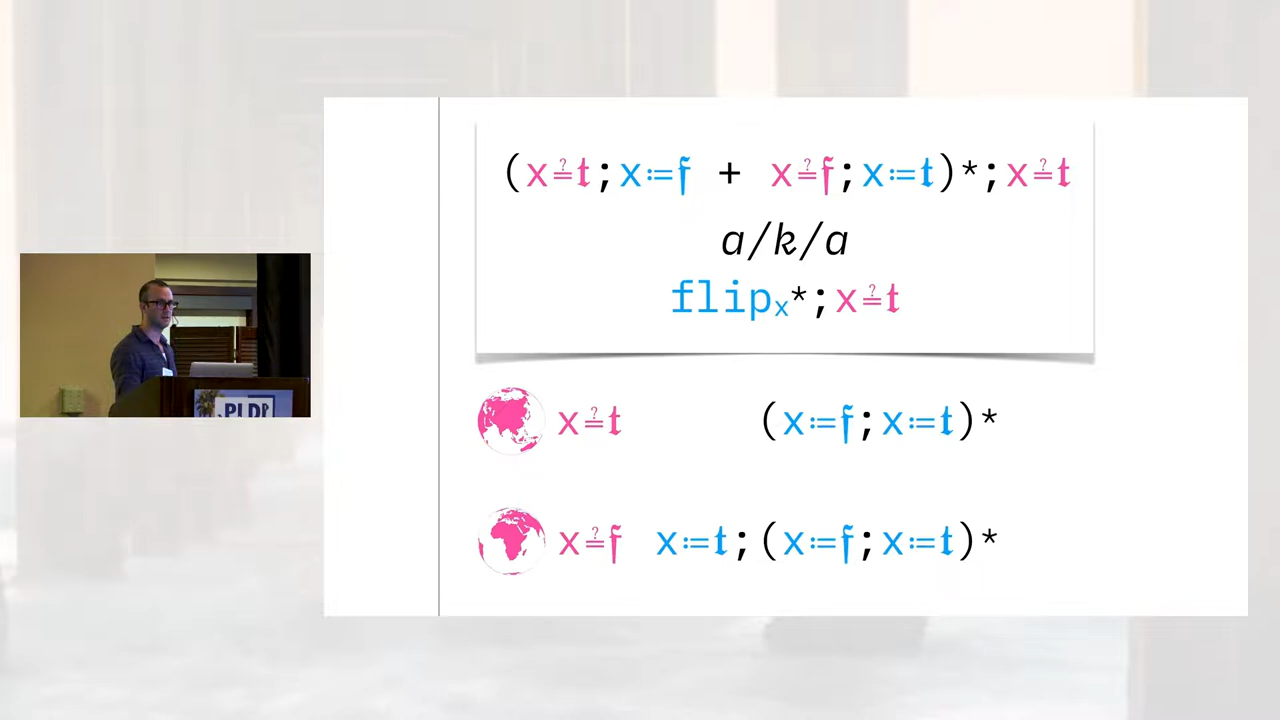 (x≟𝔱;x≔𝔣 + x≟𝔣;x≔𝔱)*;x≟𝔱
a/k/a
flipₓ*;x≟𝔱
x≟𝔱 (x≔𝔣;x≔𝔱)*
x≟𝔣 x≔𝔱;(x≔𝔣;x≔𝔱)*
PLDI